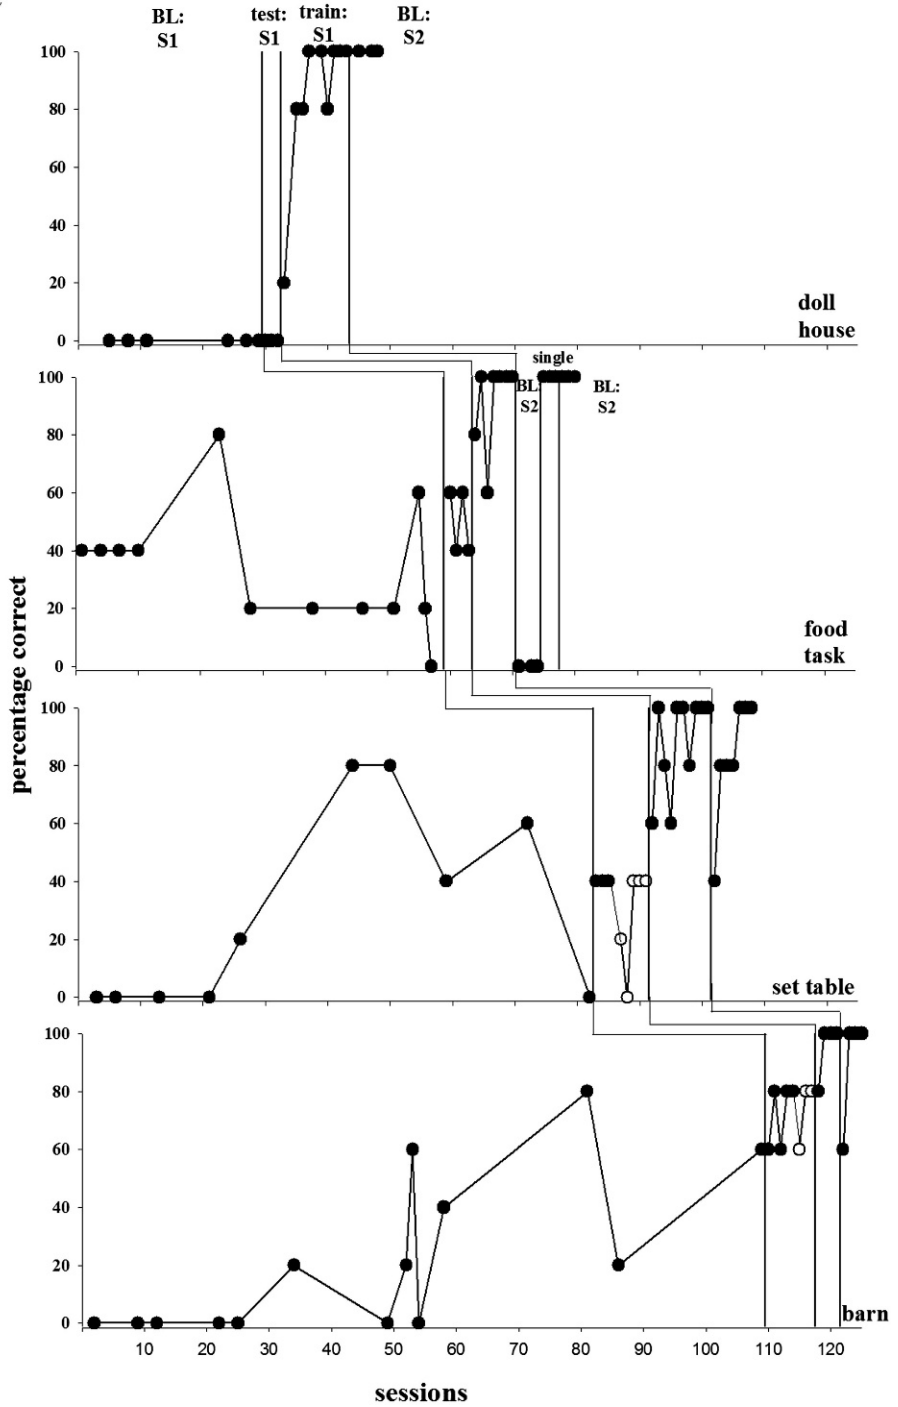 BL: test: train: BL:
S1 S1 S1 S2
100
80
60
40
20
0
doll
house
single
BL: BL:
S2 S2
100
80
60
40
20
0
food
task
percentage correct
100
80
60
40
20
0
set table
100
80
60
40
20
0
barn
10 20 30 40 50 60 70 80 90 100 110 120
sessions